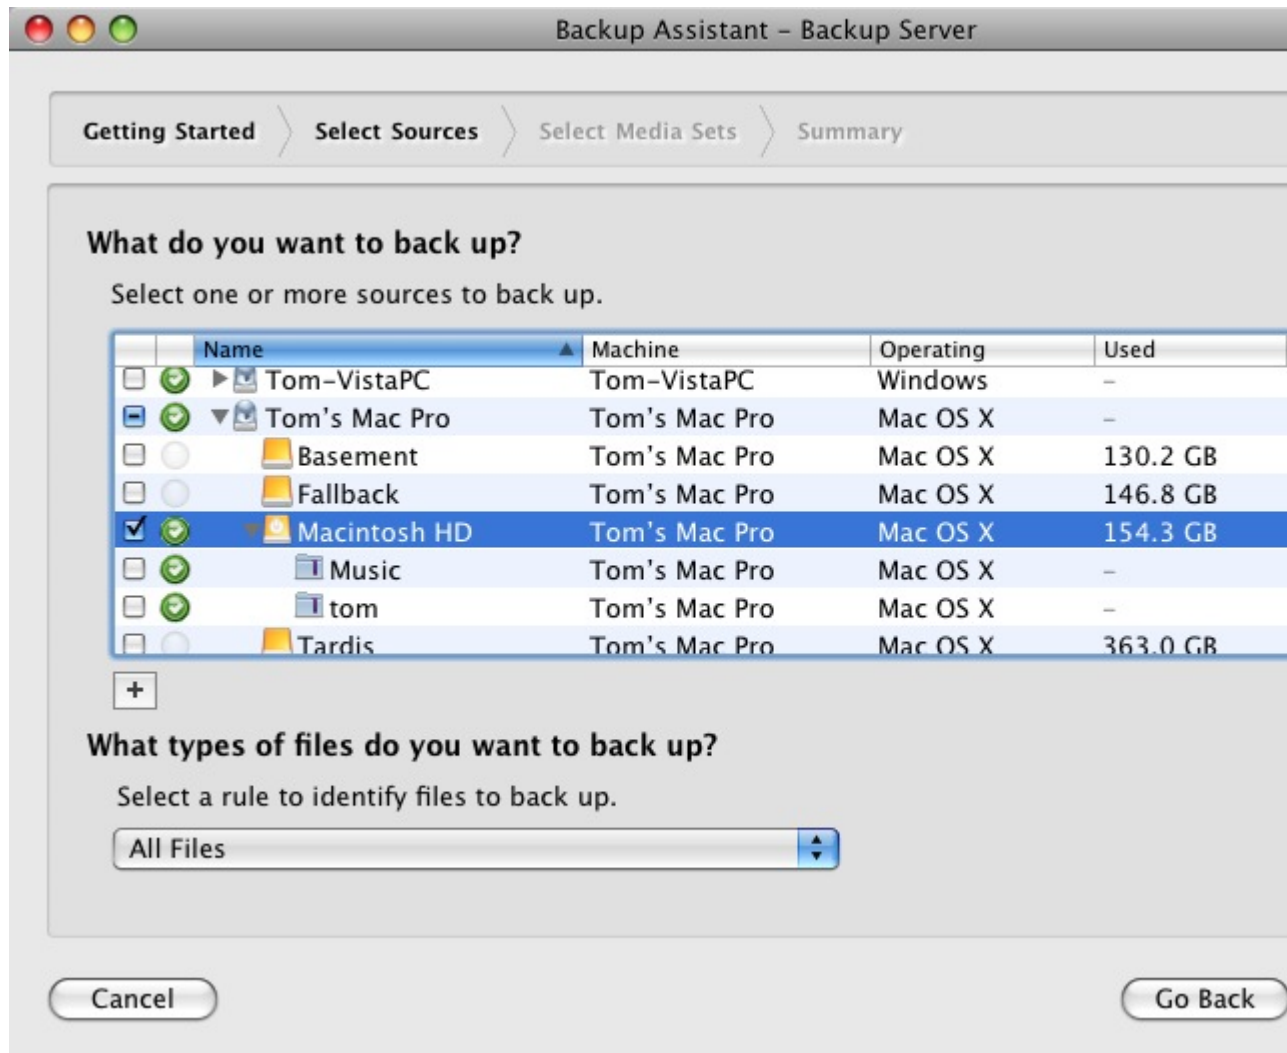 Backup Assistant – Backup Server
Getting Started Select Sources Select Media Sets Summary
What do you want to back up?
Select one or more sources to back up.
Name Machine Operating Used
Tom-VistaPC Tom-VistaPC Windows –
Tom's Mac Pro Tom's Mac Pro Mac OS X –
Basement Tom's Mac Pro Mac OS X 130.2 GB
Fallback Tom's Mac Pro Mac OS X 146.8 GB
Macintosh HD Tom's Mac Pro Mac OS X 154.3 GB
Music Tom's Mac Pro Mac OS X –
tom Tom's Mac Pro Mac OS X –
Tardis Tom's Mac Pro Mac OS X 363.0 GB
+
What types of files do you want to back up?
Select a rule to identify files to back up.
All Files
Cancel Go Back